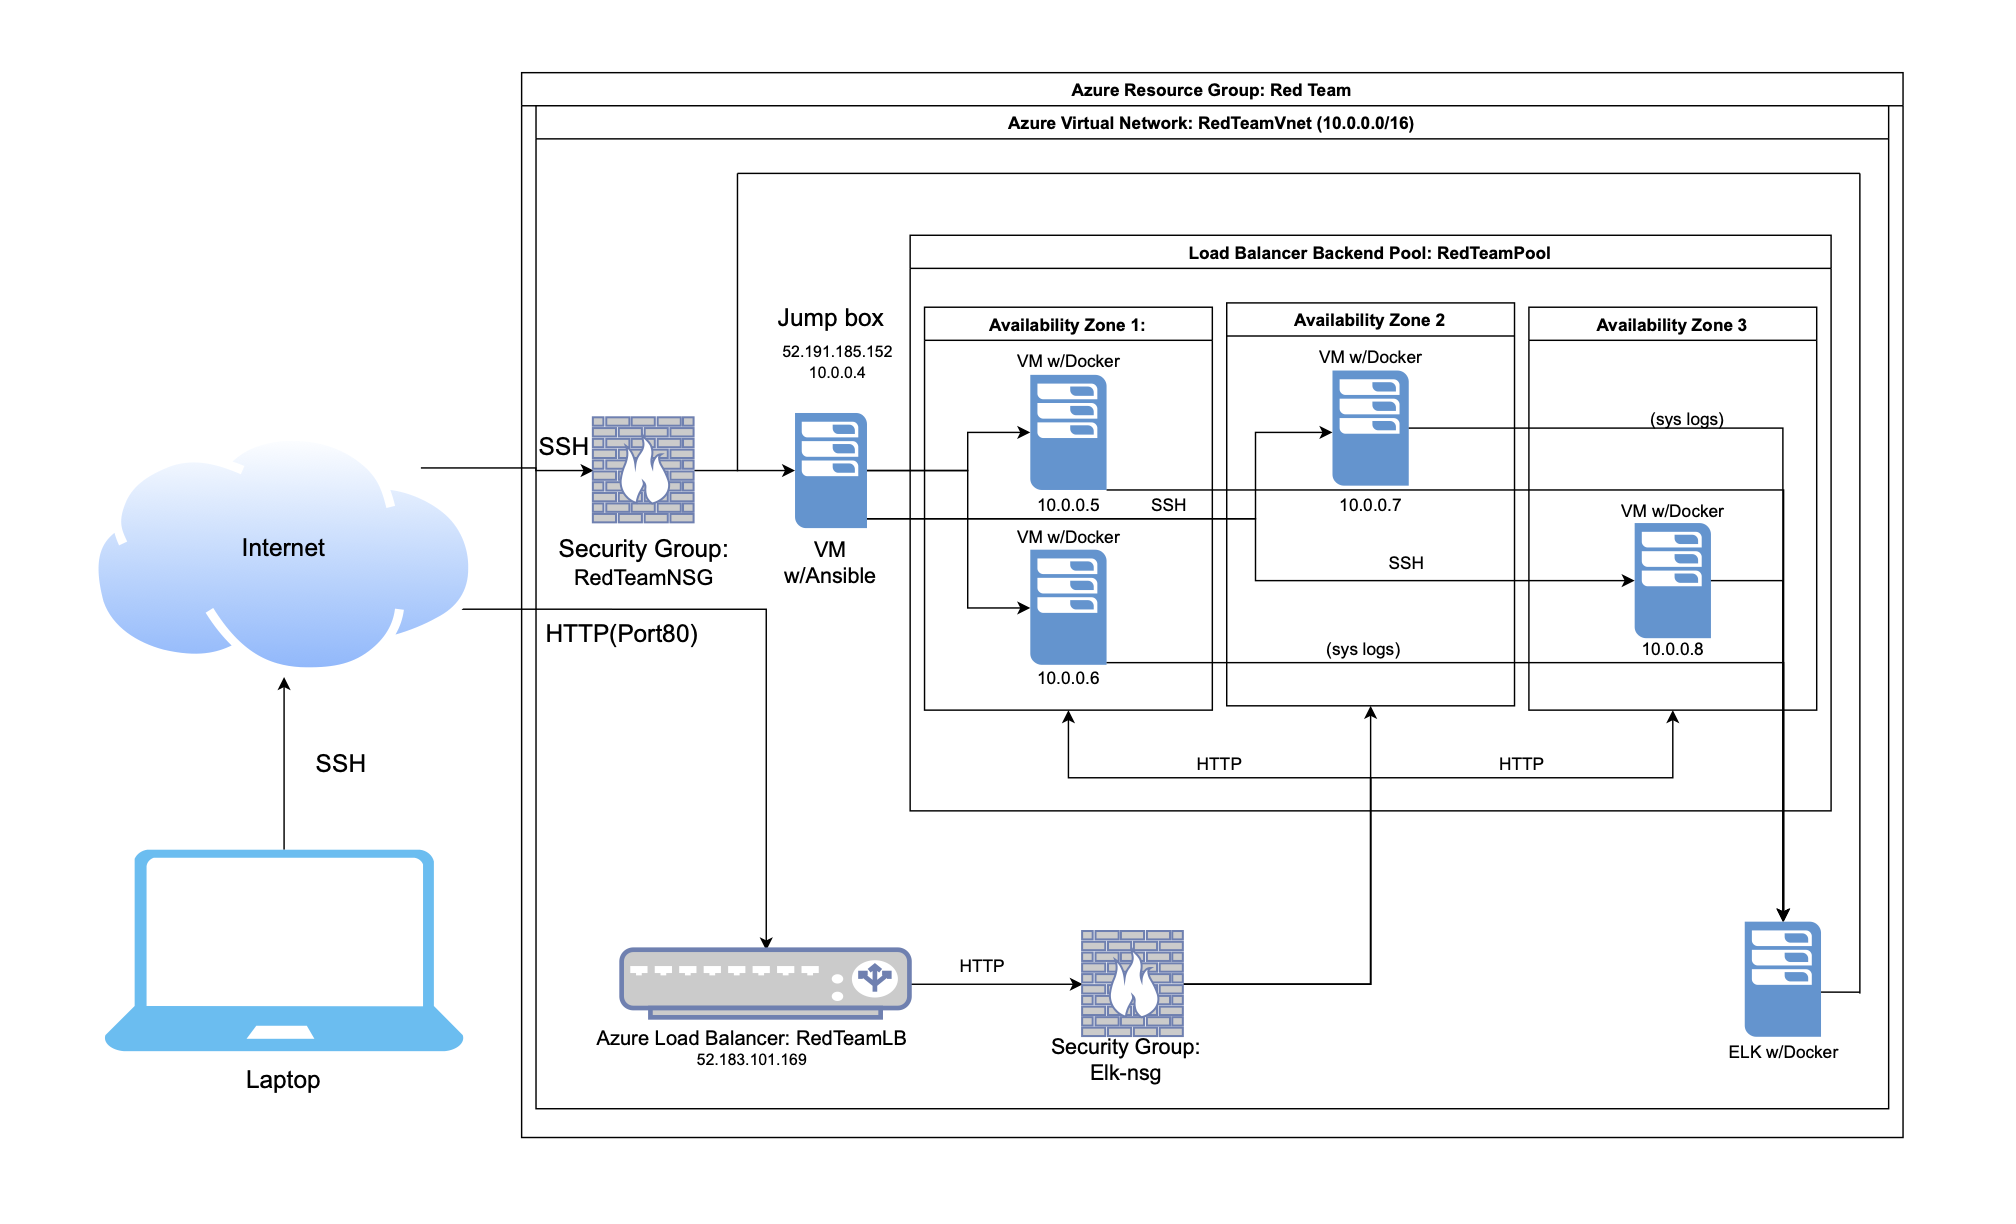 Azure Resource Group: Red Team
Azure Virtual Network: RedTeamVnet (10.0.0.0/16)
Load Balancer Backend Pool: RedTeamPool
Jump box
52.191.185.152
10.0.0.4
Availability Zone 1:
Availability Zone 2
Availability Zone 3
VM w/Docker
VM w/Docker
(sys logs)
SSH
10.0.0.5
SSH
10.0.0.7
VM w/Docker
VM w/Docker
Internet
Security Group:
RedTeamNSG
VM
w/Ansible
SSH
HTTP(Port80)
(sys logs)
10.0.0.8
10.0.0.6
SSH
HTTP
HTTP
HTTP
Azure Load Balancer: RedTeamLB
52.183.101.169
Security Group:
Elk-nsg
ELK w/Docker
Laptop